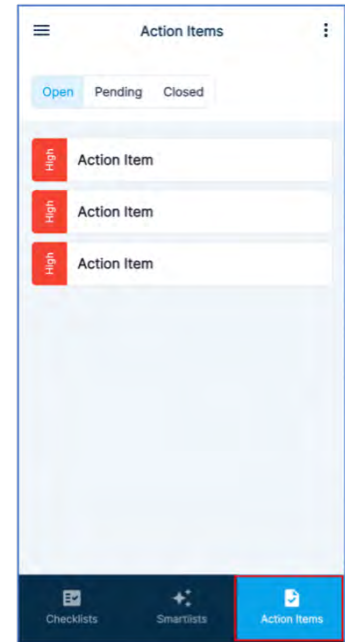 Action Items
Open Pending Closed
High Action Item
High Action Item
High Action Item
Checklists Smartlists Action Items